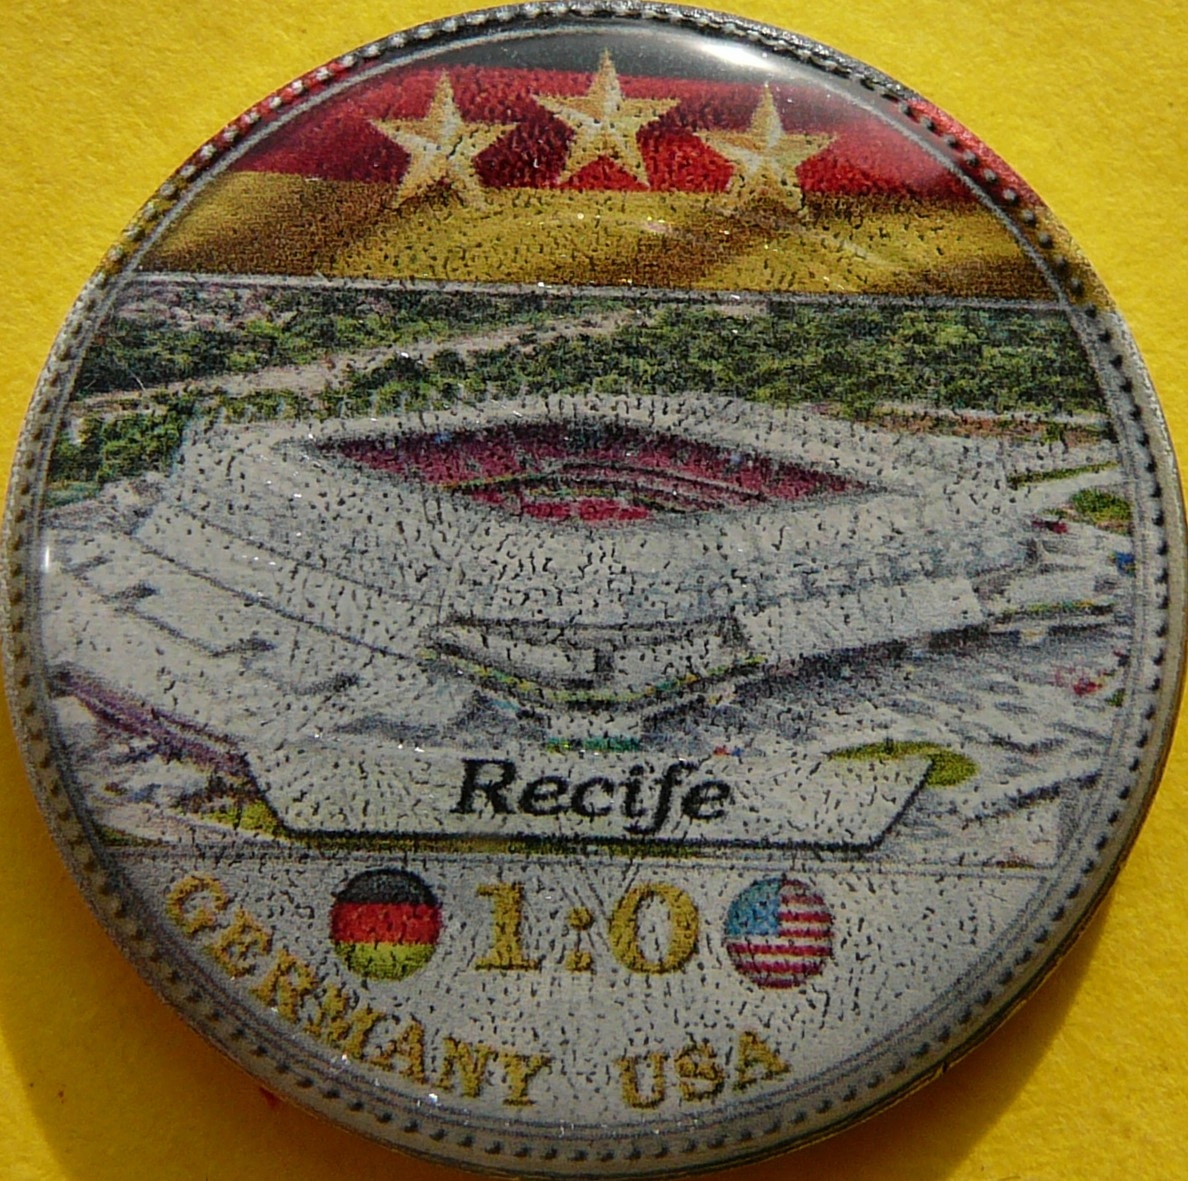 Recife
1:0
GERMANY USA